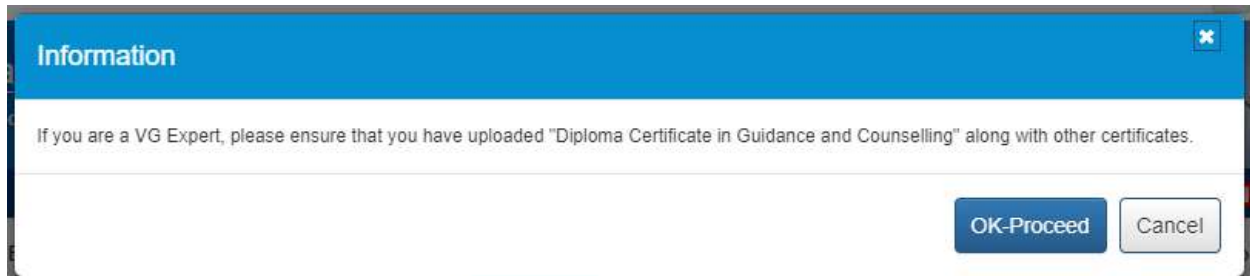 Information
If you are a VG Expert, please ensure that you have uploaded "Diploma Certificate in Guidance and Counselling" along with other certificates.
OK-Proceed
Cancel